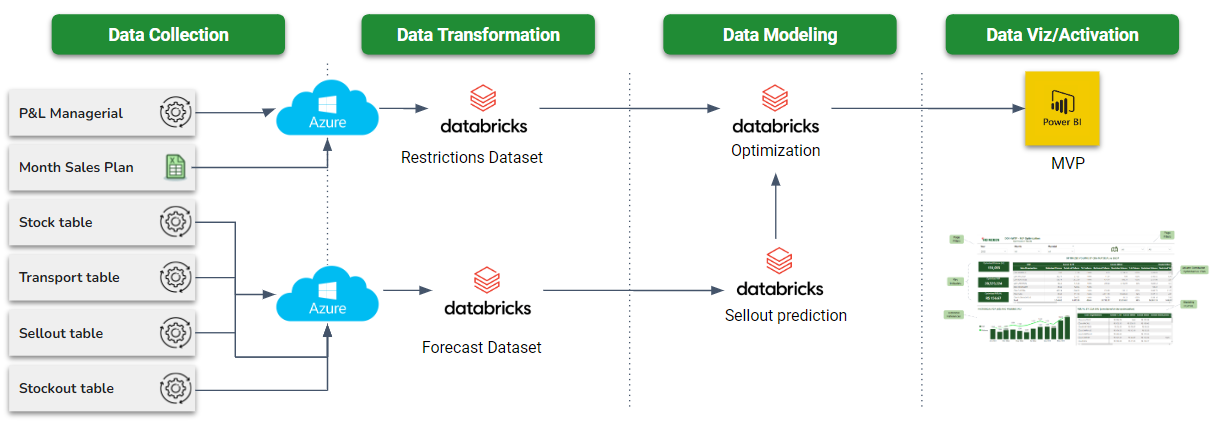 Data Collection
Data Transformation
Data Modeling
Data Viz/Activation
P&L Managerial
Month Sales Plan
Stock table
Transport table
Sellout table
Stockout table
Azure
databricks
Restrictions Dataset
databricks
Optimization
Power BI
MVP
Azure
databricks
Forecast Dataset
databricks
Sellout prediction